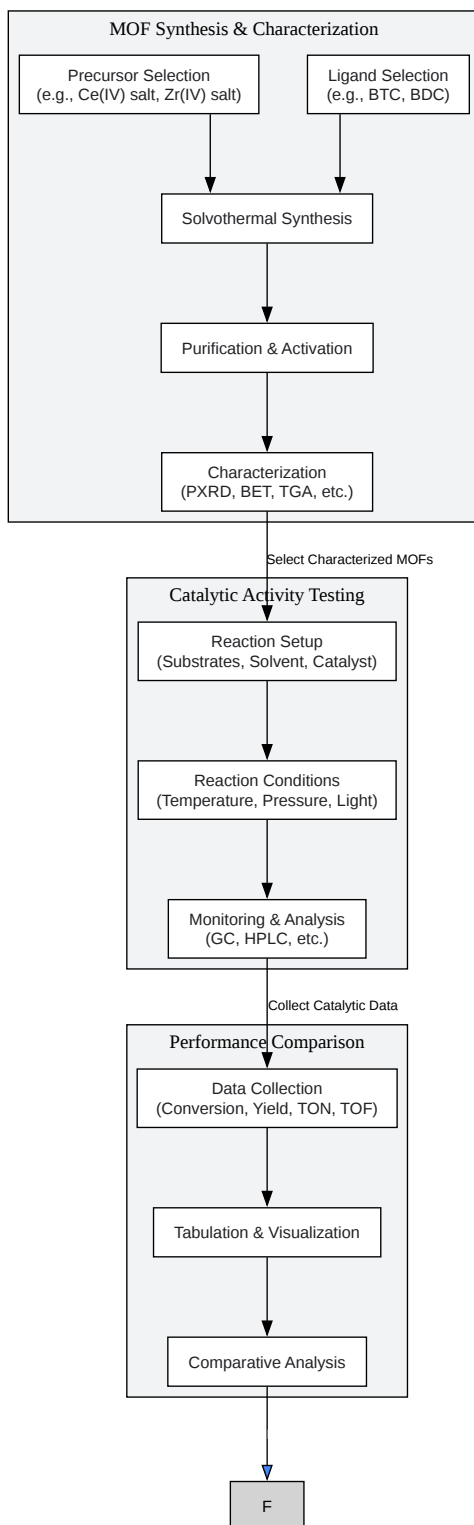 MOF Synthesis & Characterization
Precursor Selection
(e.g., Ce(IV) salt, Zr(IV) salt)
Ligand Selection
(e.g., BTC, BDC)
Solvothermal Synthesis
Purification & Activation
Characterization
(PXRD, BET, TGA, etc.)
Select Characterized MOFs
Catalytic Activity Testing
Reaction Setup
(Substrates, Solvent, Catalyst)
Reaction Conditions
(Temperature, Pressure, Light)
Monitoring & Analysis
(GC, HPLC, etc.)
Collect Catalytic Data
Performance Comparison
Data Collection
(Conversion, Yield, TON, TOF)
Tabulation & Visualization
Comparative Analysis
F